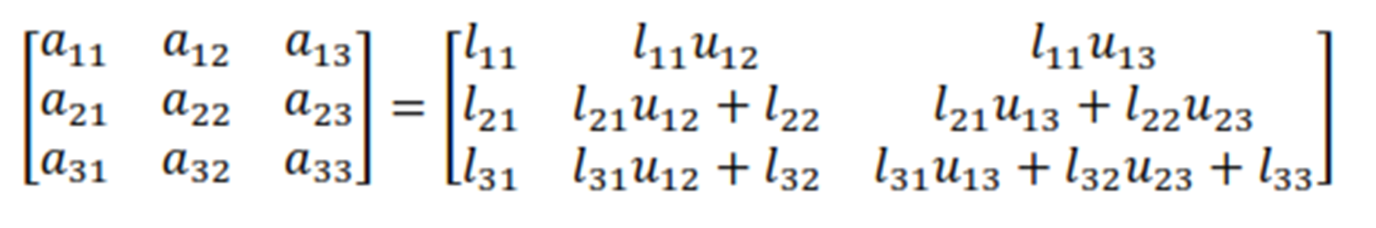 [a₁₁ a₁₂ a₁₃] [l₁₁ l₁₁u₁₂ l₁₁u₁₃]
[a₂₁ a₂₂ a₂₃] = [l₂₁ l₂₁u₁₂ + l₂₂ l₂₁u₁₃ + l₂₂u₂₃]
[a₃₁ a₃₂ a₃₃] [l₃₁ l₃₁u₁₂ + l₃₂ l₃₁u₁₃ + l₃₂u₂₃ + l₃₃]